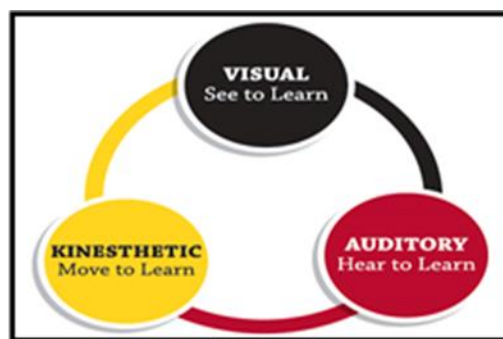 VISUAL
See to Learn
KINESTHETIC
Move to Learn
AUDITORY
Hear to Learn